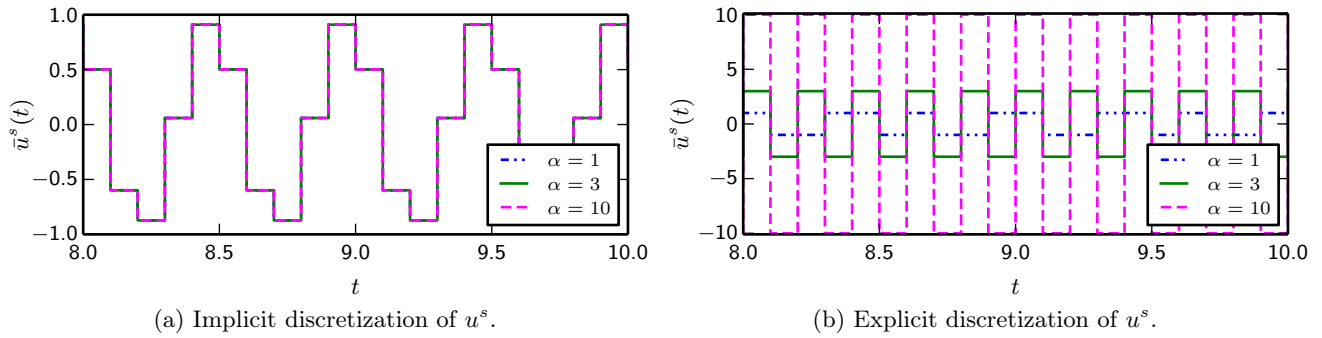 1.0
0.5
0.0
−0.5
−1.0
ū^s(t)
8.0 8.5 9.0 9.5 10.0
t
α = 1
α = 3
α = 10
(a) Implicit discretization of u^s.
10
5
0
−5
−10
ū^s(t)
8.0 8.5 9.0 9.5 10.0
t
α = 1
α = 3
α = 10
(b) Explicit discretization of u^s.